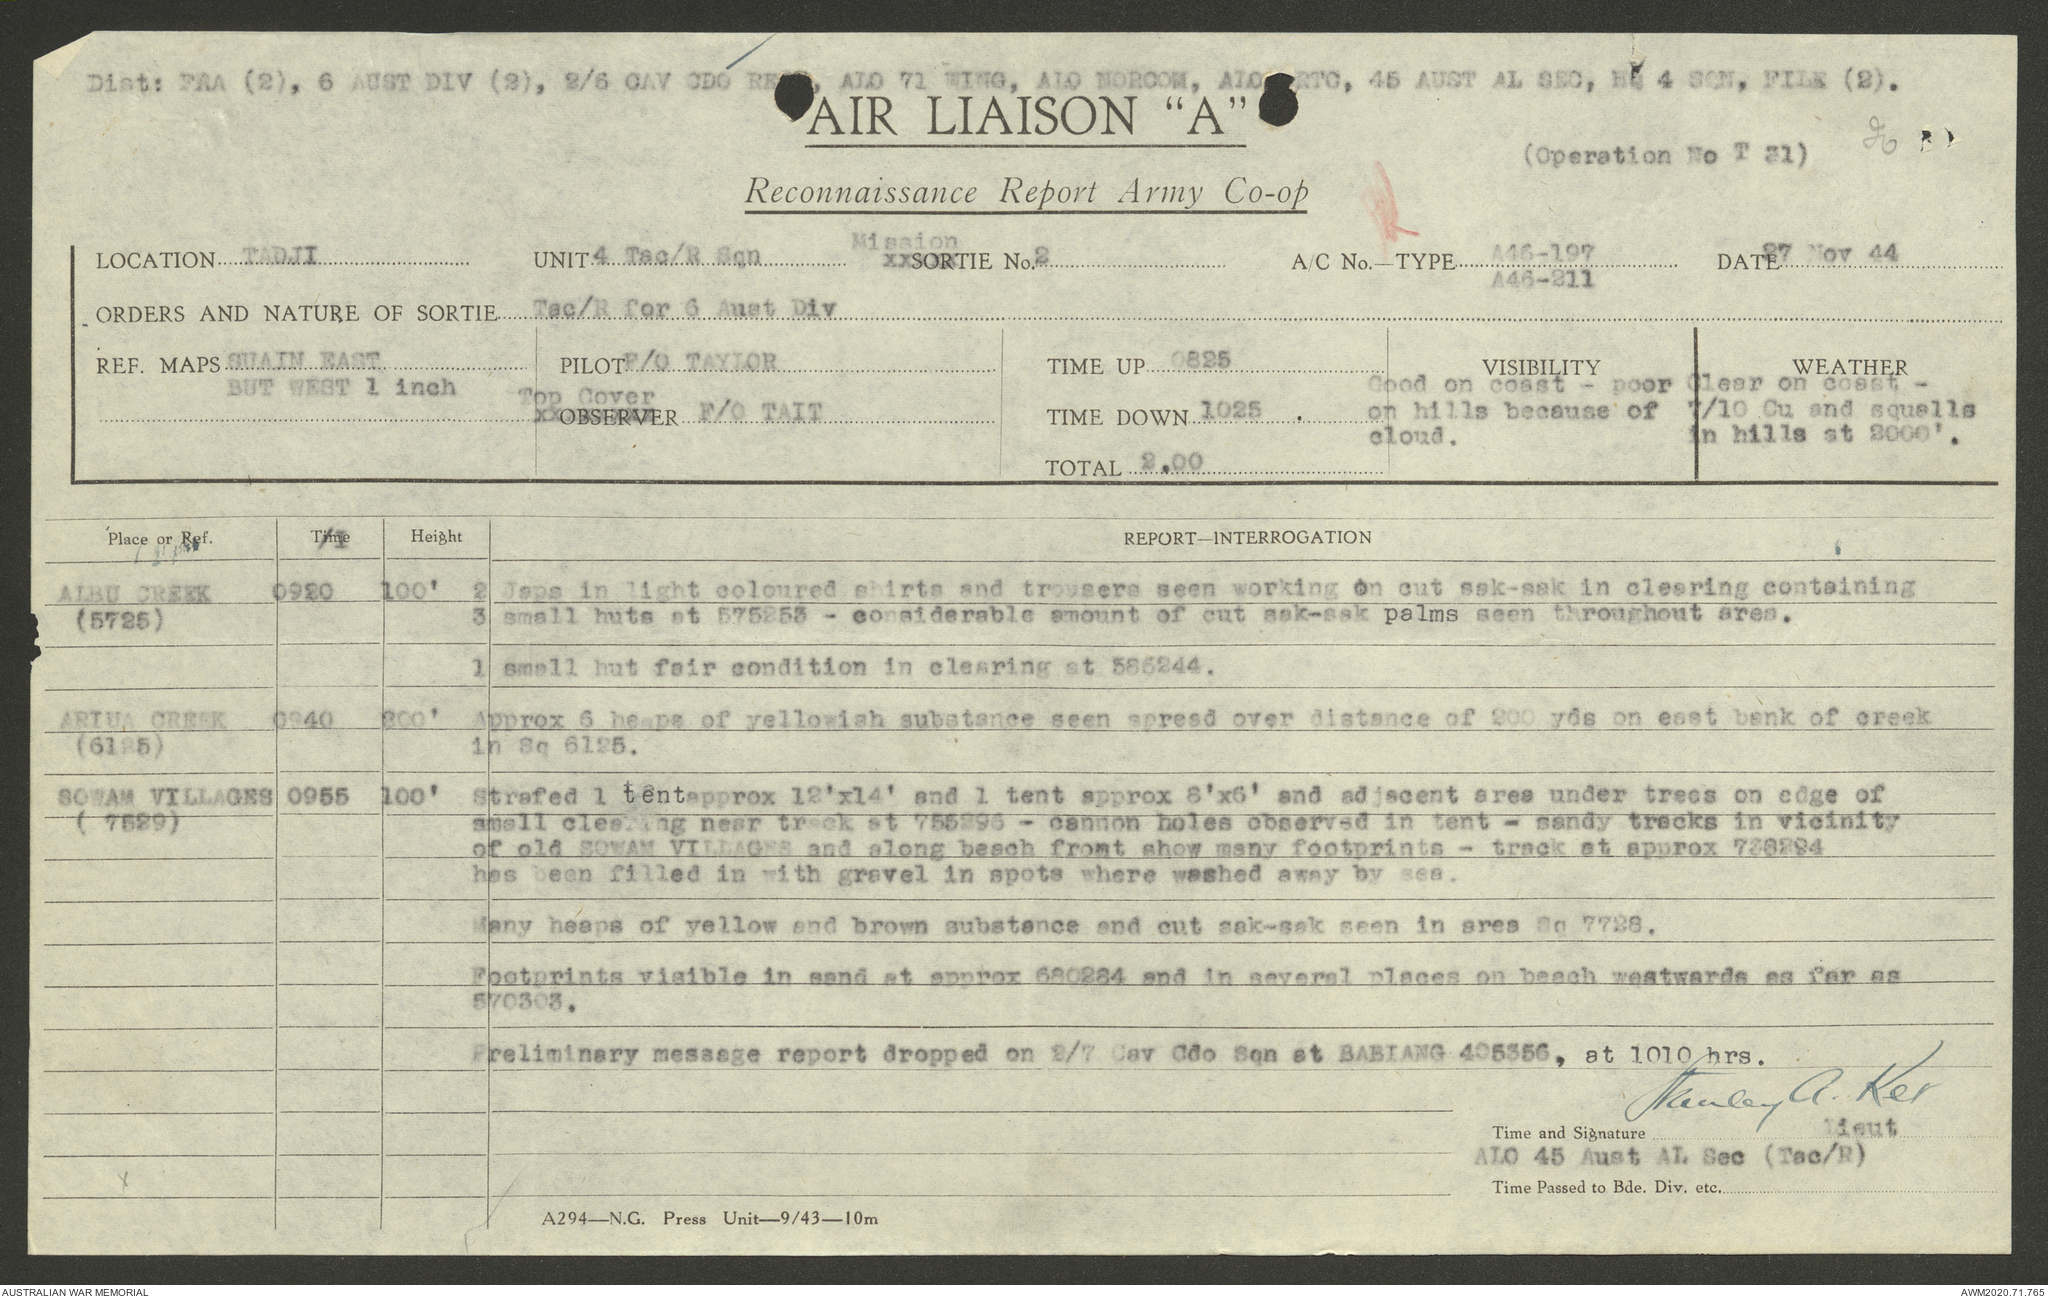 Dist: FAA (2), 6 AUST DIV (2), 2/6 CAV CDO REGT, ALO 71 WING, ALO NORCOM, ALO RTC, 45 AUST AL SEC, HQ 4 SQN, FILE (2).
AIR LIAISON "A"
(Operation No T 31)
Reconnaissance Report Army Co-op
LOCATION TADJI
UNIT 4 Tac/R Sqn
Mission
xxSORTIE No. 2
A/C No.—TYPE A46-197
A46-211
DATE 27 Nov 44
ORDERS AND NATURE OF SORTIE Tac/R for 6 Aust Div
REF. MAPS SUAIN EAST
BUT WEST 1 inch
PILOT F/O TAYLOR
Top Cover
OBSERVER F/O TAIT
TIME UP 0825
TIME DOWN 1025.
TOTAL 2.00
VISIBILITY
Good on coast - poor
on hills because of
cloud.
WEATHER
Clear on coast -
7/10 Cu and squalls
in hills at 2000'.
Place or Ref. Time Height REPORT—INTERROGATION
ALBU CREEK 0920 100' 2 Japs in light coloured shirts and trousers seen working on cut sak-sak in clearing containing
(5725) 3 small huts at 575253 - considerable amount of cut sak-sak palms seen throughout area.
1 small hut fair condition in clearing at 586244.
ARIUA CREEK 0940 200' Approx 6 heaps of yellowish substance seen spread over distance of 200 yds on east bank of creek
(6125) in Sq 6125.
SOWAM VILLAGES 0955 100' Strafed 1 tent approx 12'x14' and 1 tent approx 8'x6' and adjacent area under trees on edge of
( 7529) small clearing near track at 755296 - cannon holes observed in tent - sandy tracks in vicinity
of old SOWAM VILLAGES and along beach front show many footprints - track at approx 738294
has been filled in with gravel in spots where washed away by sea.
Many heaps of yellow and brown substance and cut sak-sak seen in area Sq 7728.
Footprints visible in sand at approx 680284 and in several places on beach westwards as far as
570303.
Preliminary message report dropped on 2/7 Cav Cdo Sqn at BABIANG 405356, at 1010 hrs.
Stanley A. Ker
Time and Signature Lieut
ALO 45 Aust AL Sec (Tac/R)
Time Passed to Bde. Div. etc.
A294—N.G. Press Unit—9/43—10m
AUSTRALIAN WAR MEMORIAL
AWM2020.71.765